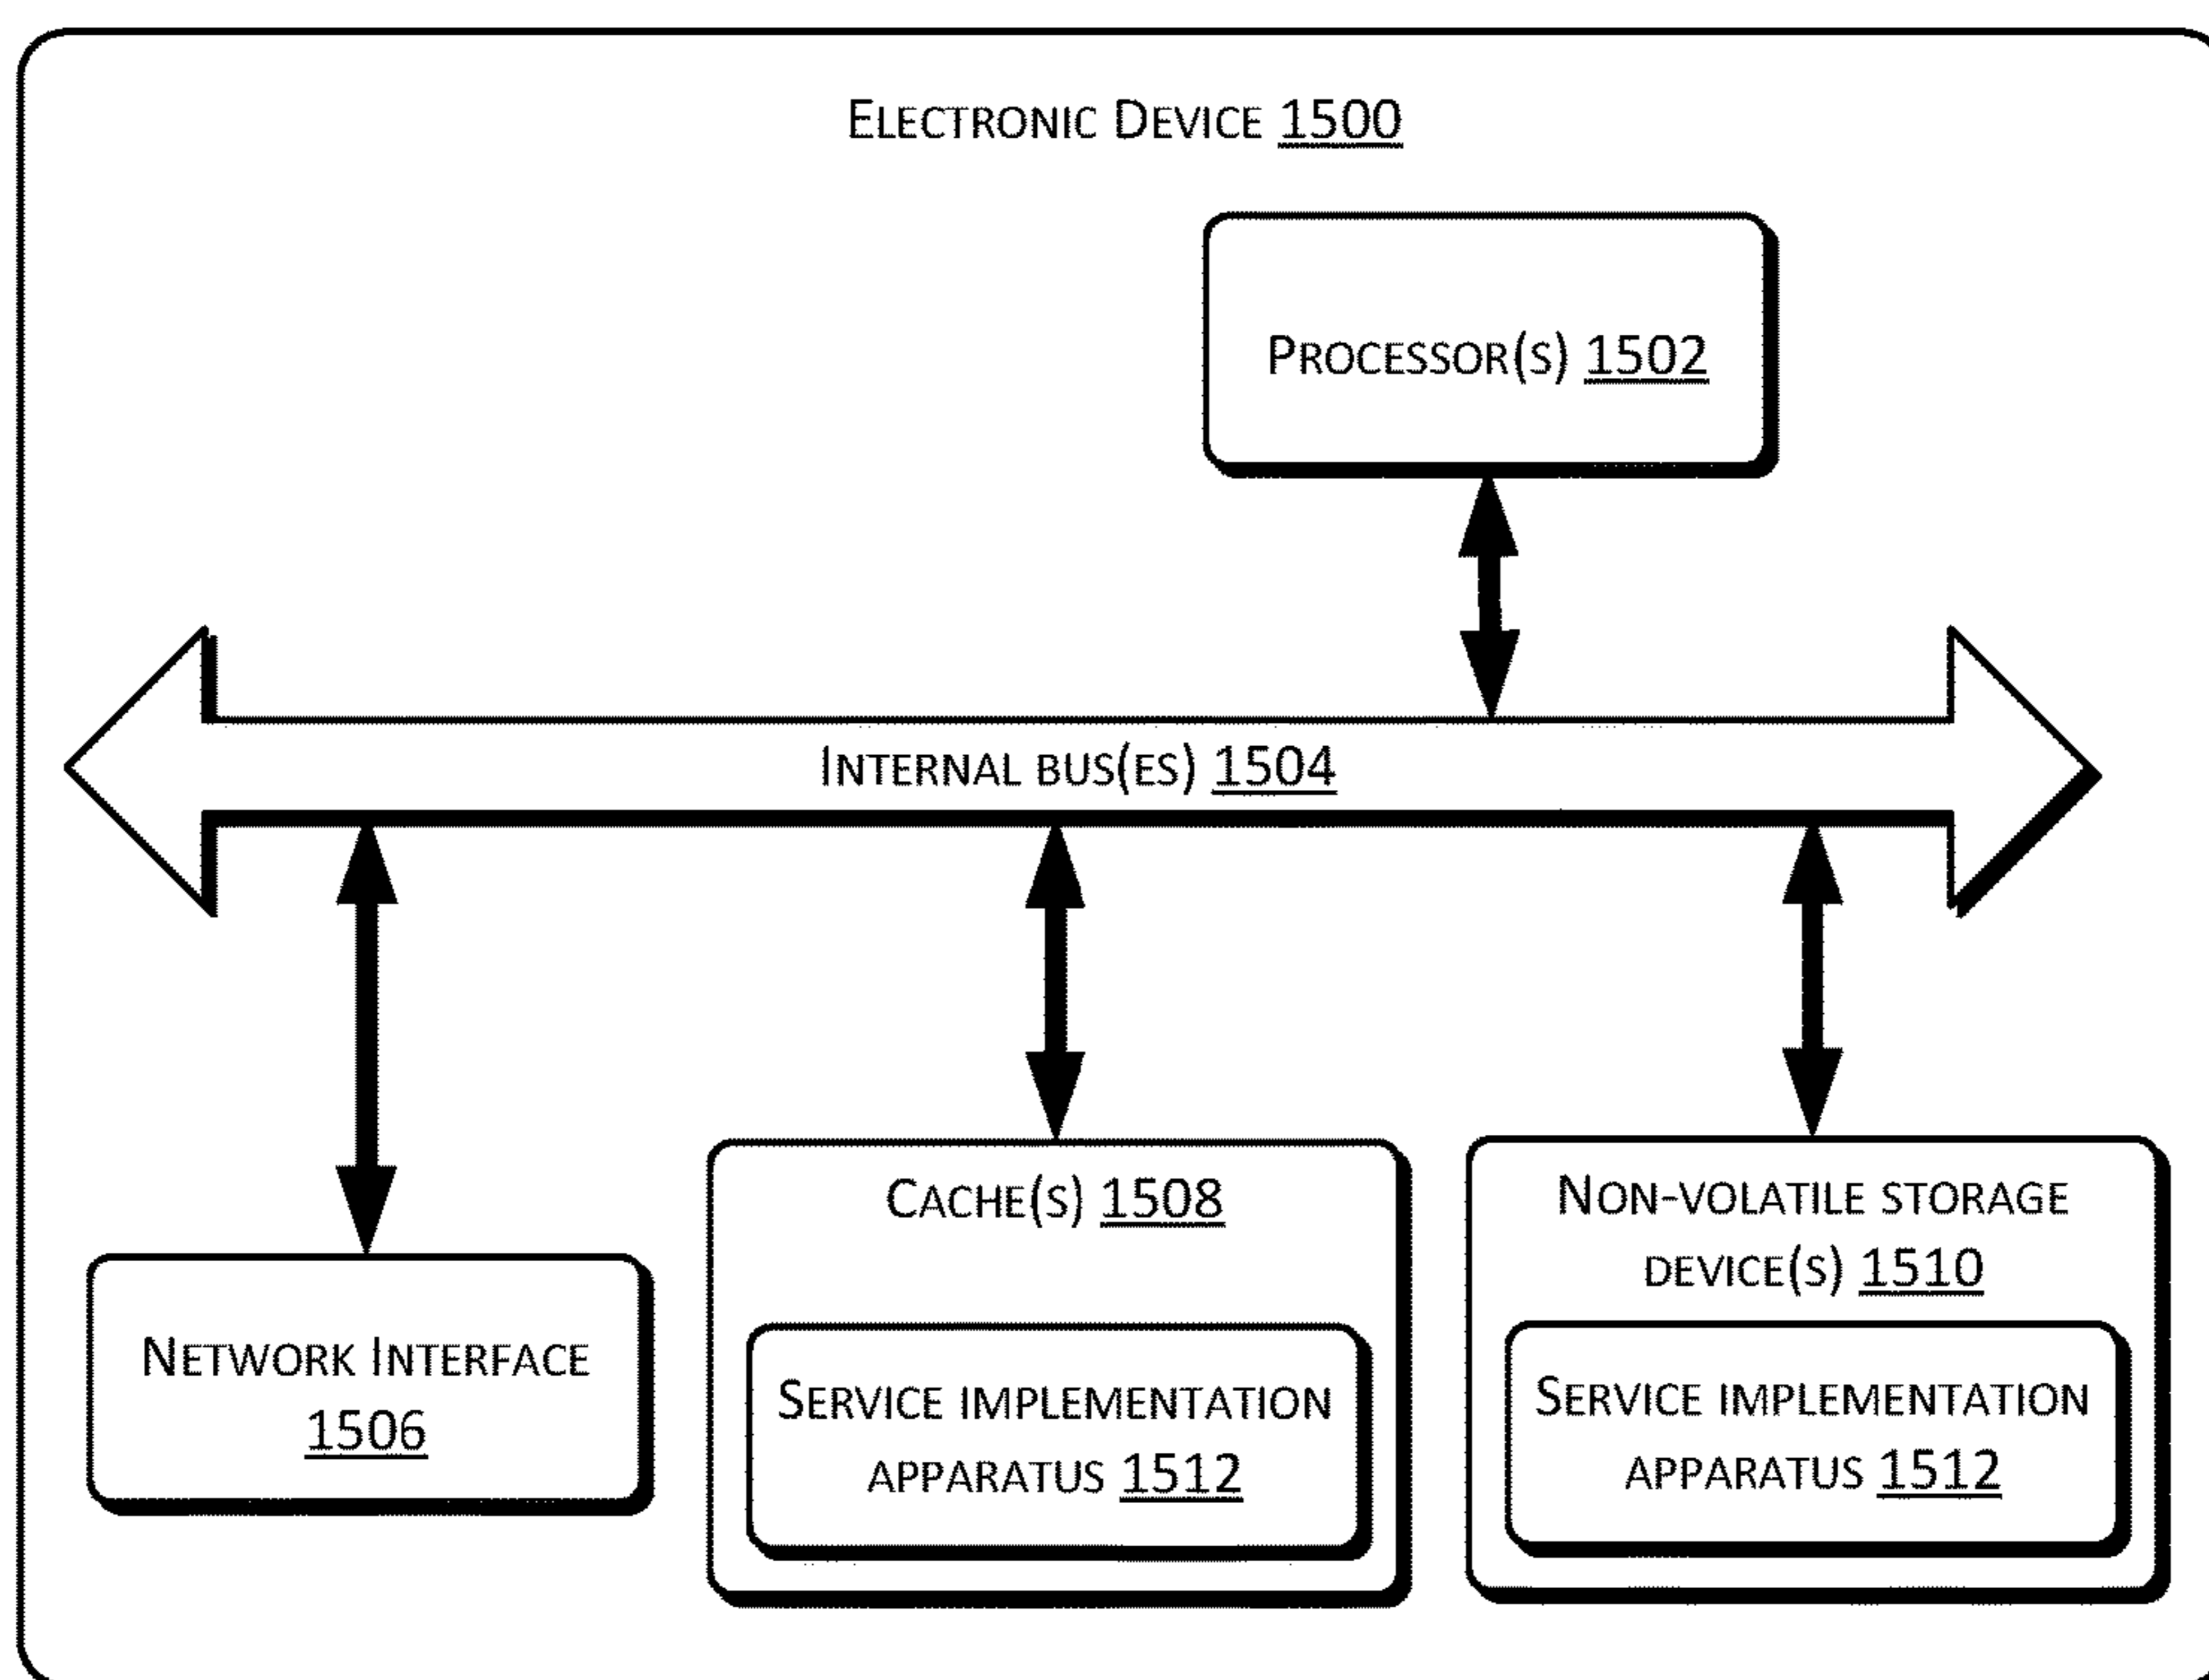 ELECTRONIC DEVICE 1500
PROCESSOR(S) 1502
INTERNAL BUS(ES) 1504
NETWORK INTERFACE
1506
CACHE(S) 1508
SERVICE IMPLEMENTATION
APPARATUS 1512
NON-VOLATILE STORAGE
DEVICE(S) 1510
SERVICE IMPLEMENTATION
APPARATUS 1512